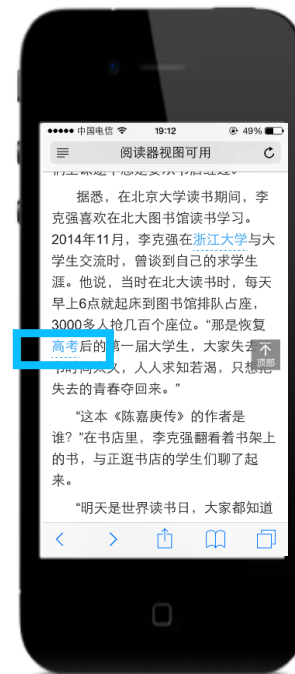 中国电信 19:12 49%
阅读器视图可用
据悉，在北京大学读书期间，李
克强喜欢在北大图书馆读书学习。
2014年11月，李克强在浙江大学与大
学生交流时，曾谈到自己的求学生
涯。他说，当时在北大读书时，每天
早上6点就起床到图书馆排队占座，
3000多人抢几百个座位。“那是恢复
高考后的第一届大学生，大家失去
顶部
书时间太久，人人求知若渴，只想把
失去的青春夺回来。”
“这本《陈嘉庚传》的作者是
谁？”在书店里，李克强翻看着书架上
的书，与正逛书店的学生们聊了起
来。
“明天是世界读书日，大家都知道